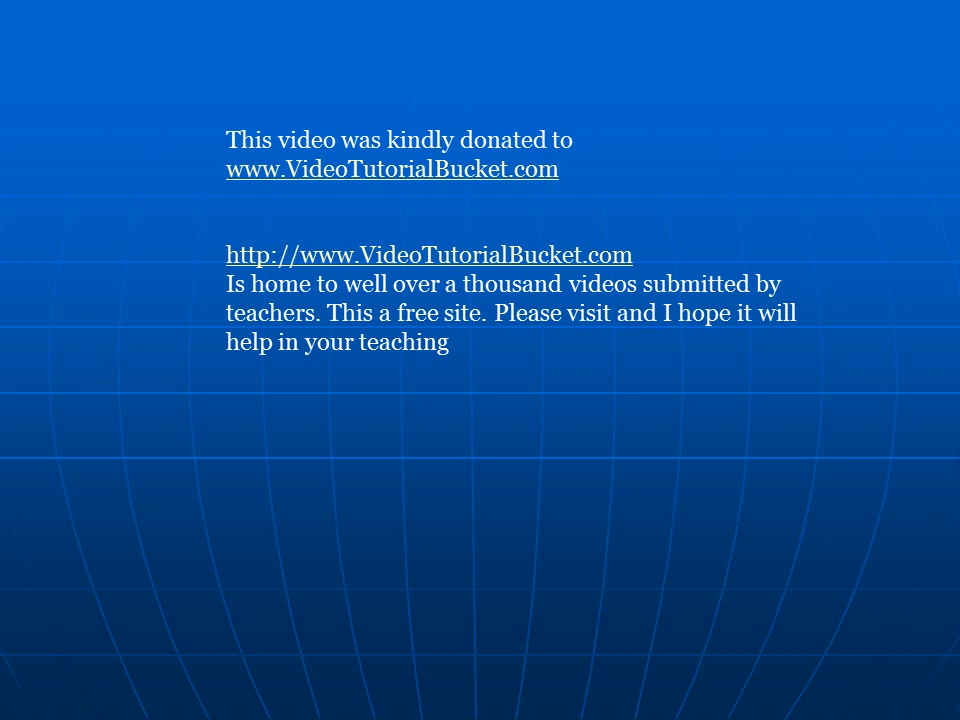 This video was kindly donated to
www.VideoTutorialBucket.com
http://www.VideoTutorialBucket.com
Is home to well over a thousand videos submitted by
teachers. This a free site. Please visit and I hope it will
help in your teaching